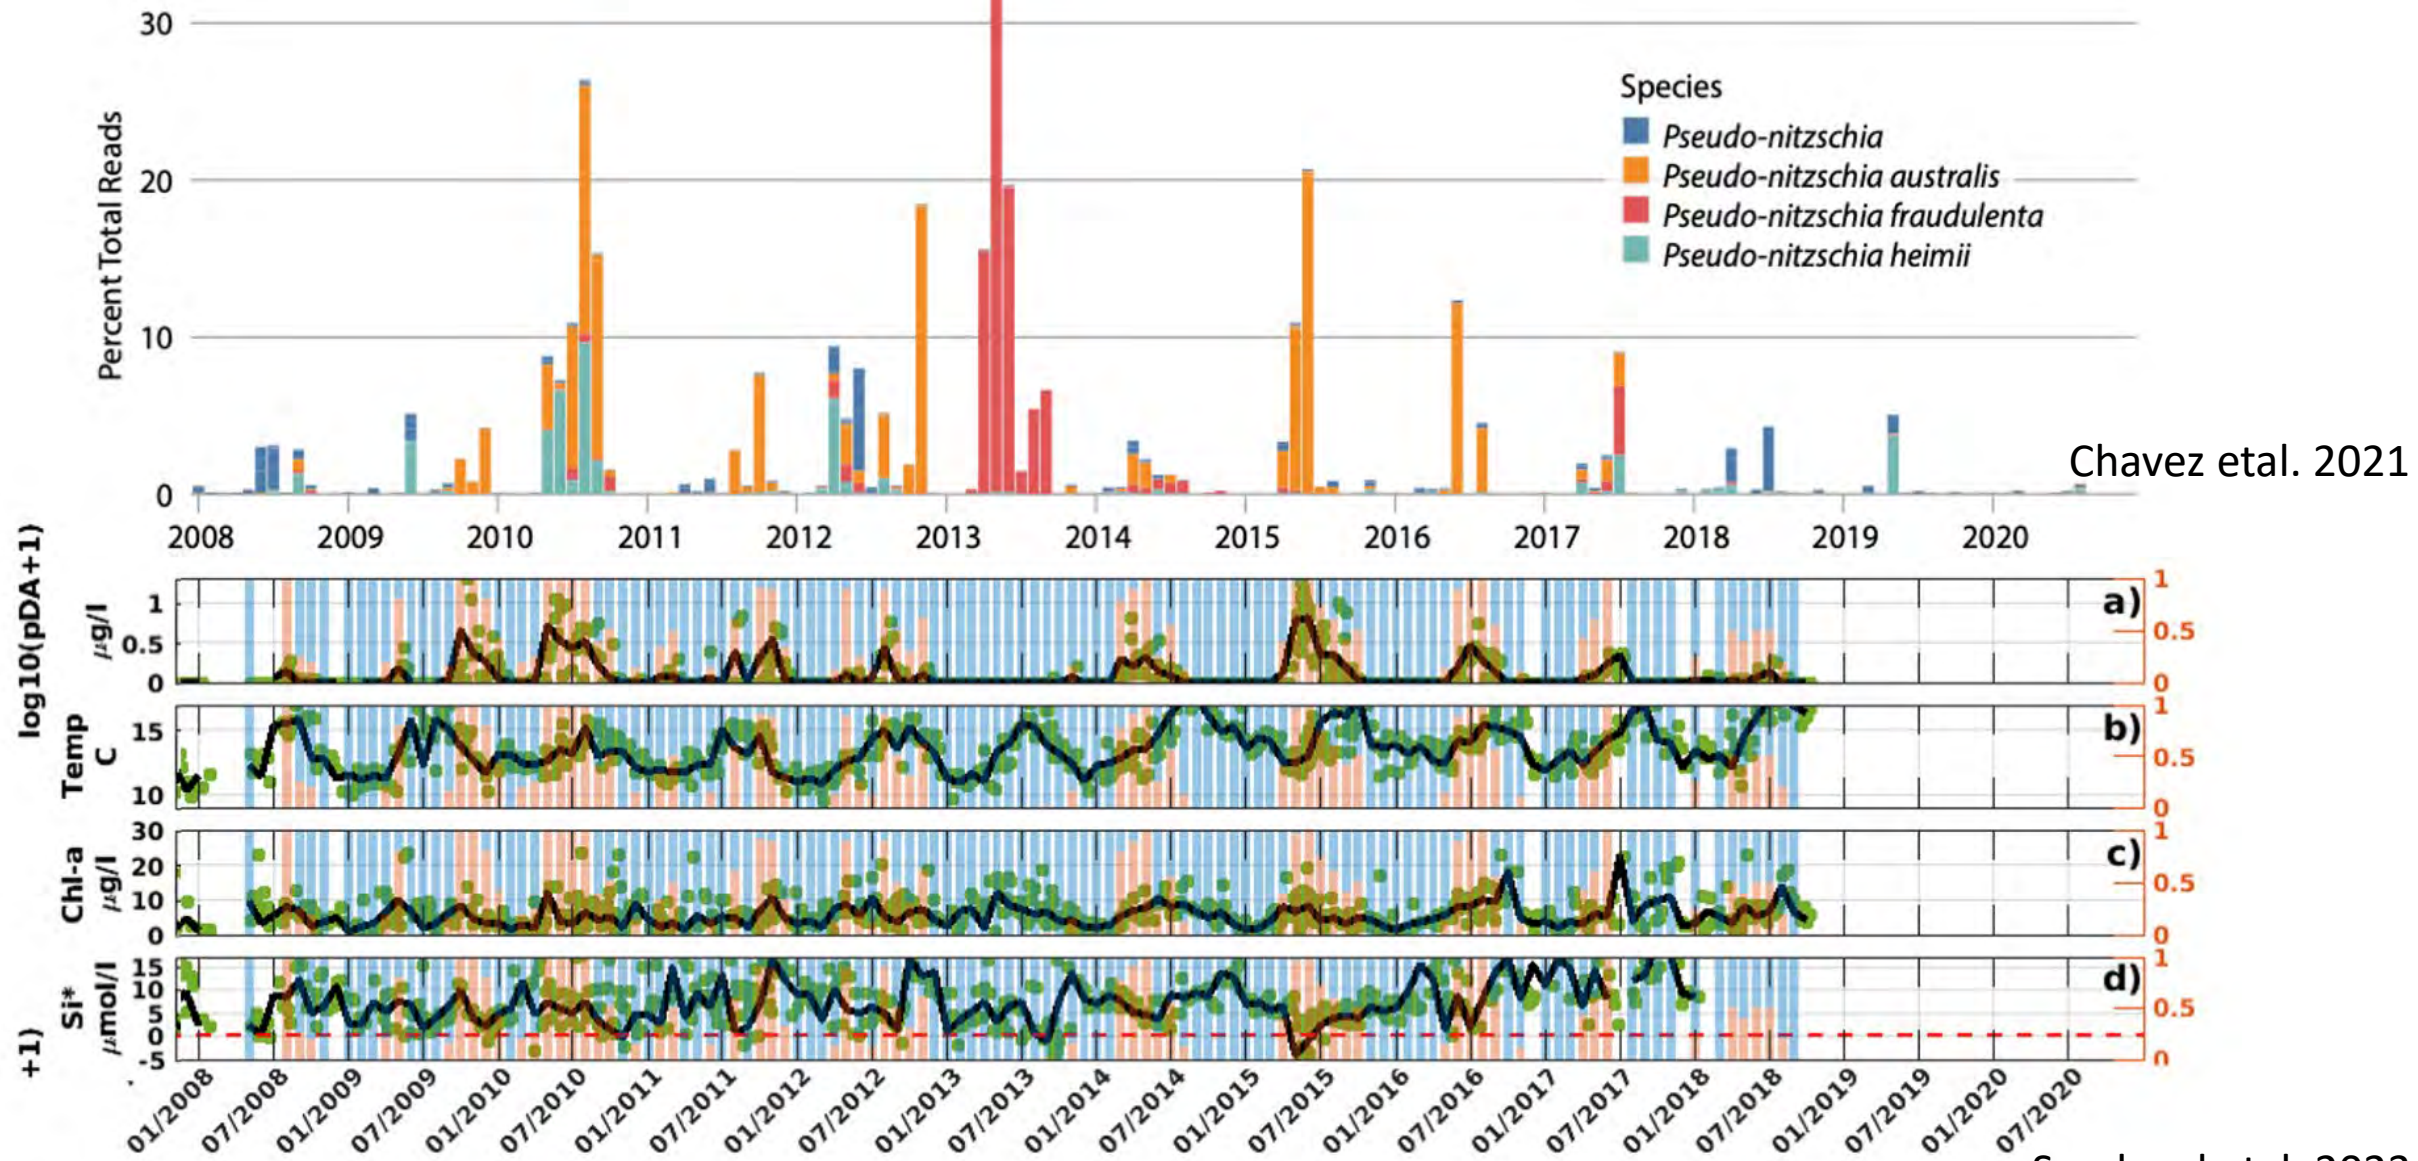 30
20
10
0
Percent Total Reads
Species
Pseudo-nitzschia
Pseudo-nitzschia australis
Pseudo-nitzschia fraudulenta
Pseudo-nitzschia heimii
Chavez etal. 2021
2008 2009 2010 2011 2012 2013 2014 2015 2016 2017 2018 2019 2020
log10(pDA+1)
µg/l
1
0.5
0
a)
1
0.5
0
Temp
C
15
10
b)
1
0.5
0
Chl-a
µg/l
30
20
10
0
c)
1
0.5
0
+1)
Si*
µmol/l
15
10
5
0
-5
d)
1
0.5
0
01/2008 07/2008 01/2009 07/2009 01/2010 07/2010 01/2011 07/2011 01/2012 07/2012 01/2013 07/2013 01/2014 07/2014 01/2015 07/2015 01/2016 07/2016 01/2017 07/2017 01/2018 07/2018 01/2019 07/2019 01/2020 07/2020